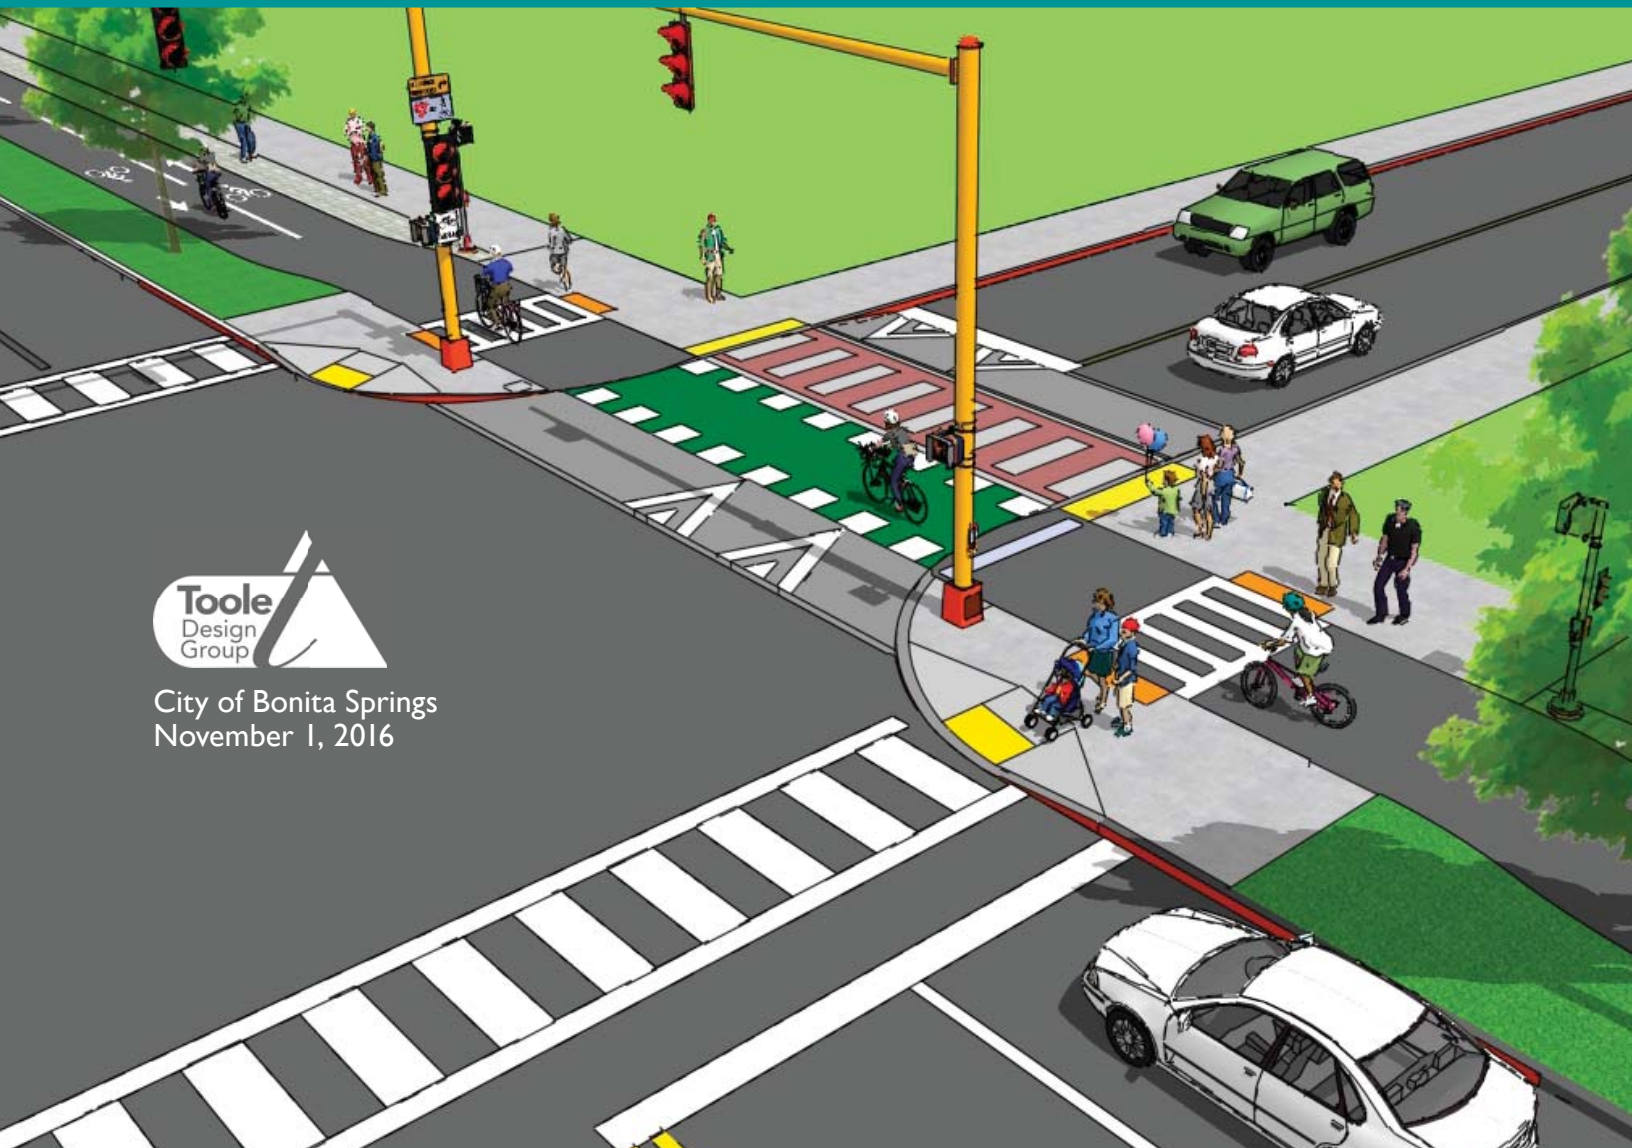 Toole
Design
Group
City of Bonita Springs
November 1, 2016